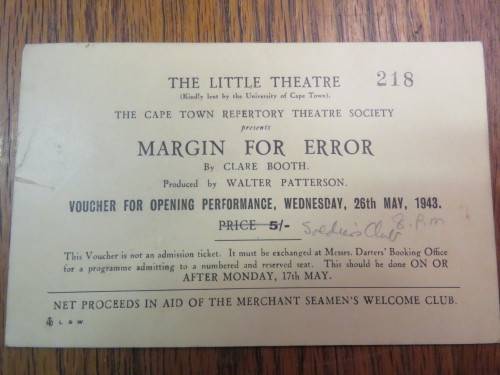 THE LITTLE THEATRE 218
(Kindly lent by the University of Cape Town).
THE CAPE TOWN REPERTORY THEATRE SOCIETY
presents
MARGIN FOR ERROR
By CLARE BOOTH.
Produced by WALTER PATTERSON.
VOUCHER FOR OPENING PERFORMANCE, WEDNESDAY, 26th MAY, 1943.
PRICE 5/- Soldiers Club 8. P.m
This Voucher is not an admission ticket. It must be exchanged at Messrs. Darters' Booking Office
for a programme admitting to a numbered and reserved seat. This should be done ON OR
AFTER MONDAY, 17th MAY.
NET PROCEEDS IN AID OF THE MERCHANT SEAMEN'S WELCOME CLUB.
L & W.